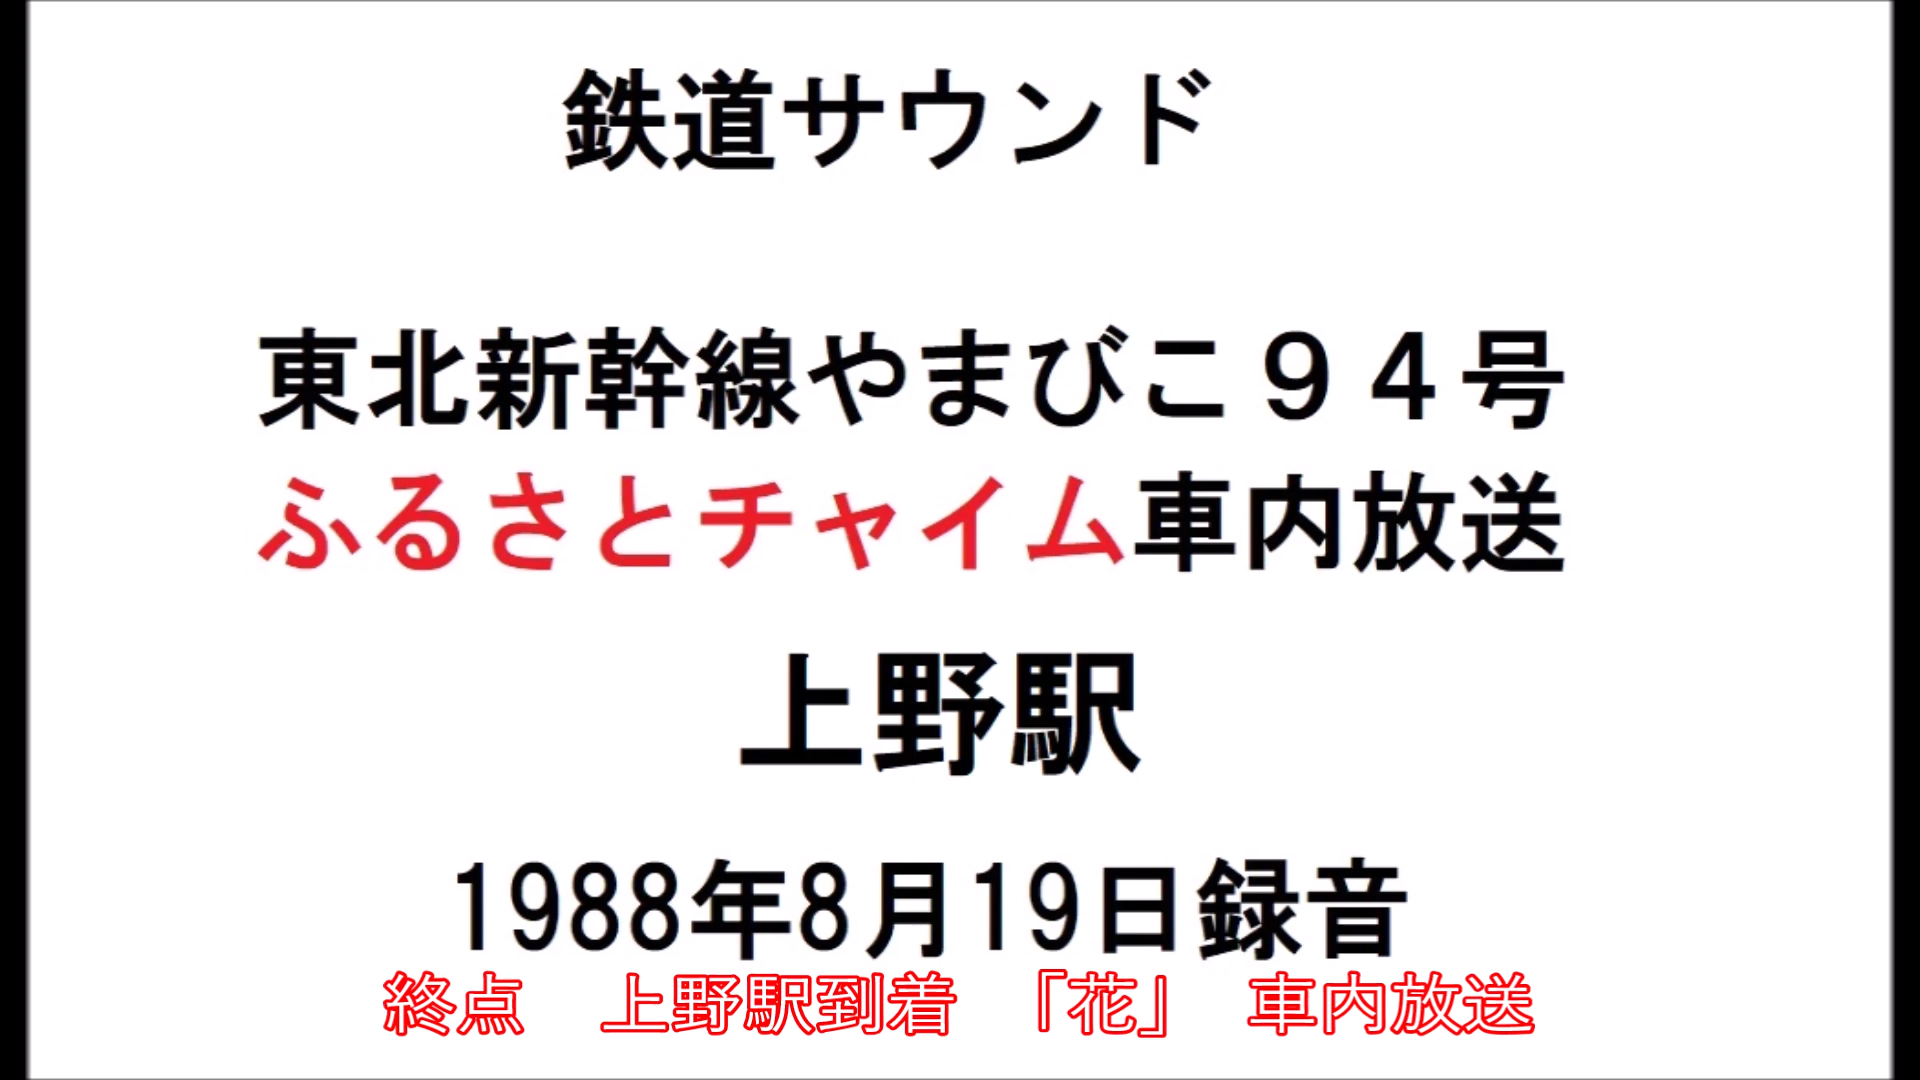 鉄道サウンド
東北新幹線やまびこ９４号
ふるさとチャイム車内放送
上野駅
1988年8月19日録音
終点　上野駅到着　「花」　車内放送